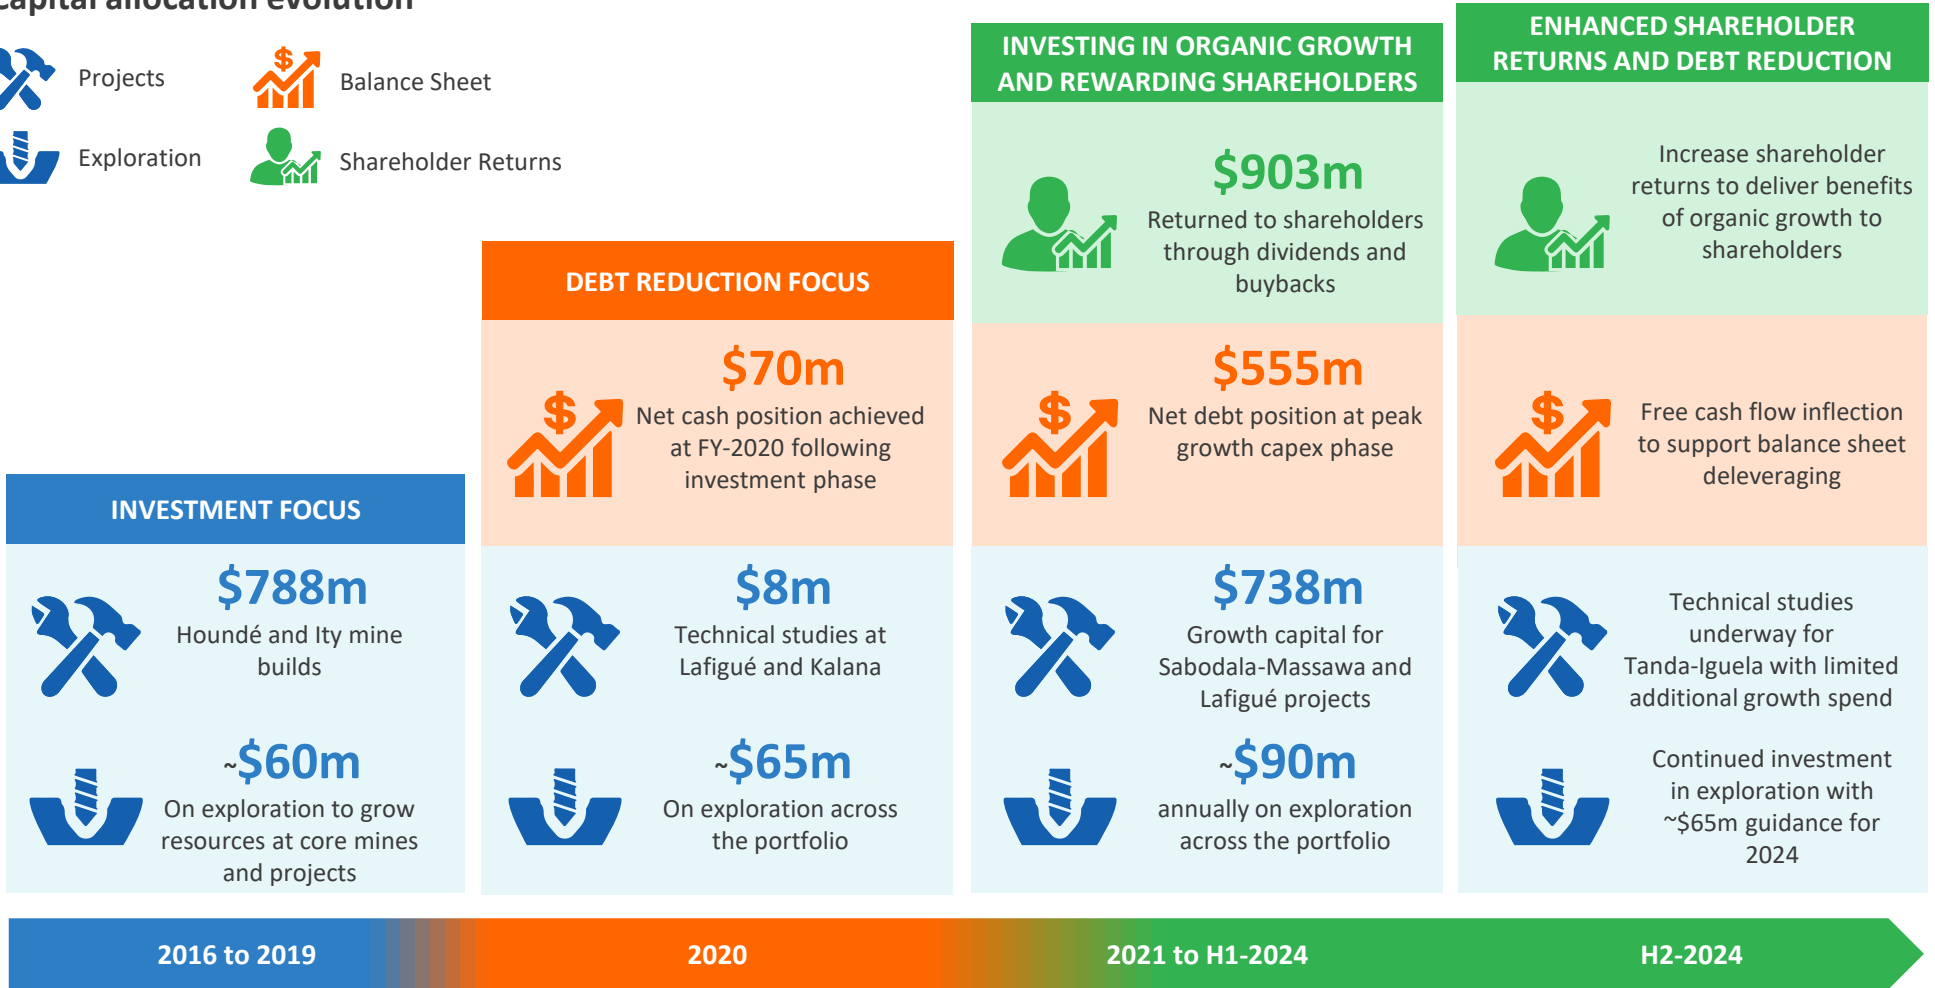 Capital allocation evolution
Projects
Balance Sheet
Exploration
Shareholder Returns
INVESTMENT FOCUS
$788m
Houndé and Ity mine
builds
~$60m
On exploration to grow
resources at core mines
and projects
2016 to 2019
DEBT REDUCTION FOCUS
$70m
Net cash position achieved
at FY-2020 following
investment phase
$8m
Technical studies at
Lafigué and Kalana
~$65m
On exploration across
the portfolio
2020
INVESTING IN ORGANIC GROWTH
AND REWARDING SHAREHOLDERS
$903m
Returned to shareholders
through dividends and
buybacks
$555m
Net debt position at peak
growth capex phase
$738m
Growth capital for
Sabodala-Massawa and
Lafigué projects
~$90m
annually on exploration
across the portfolio
2021 to H1-2024
ENHANCED SHAREHOLDER
RETURNS AND DEBT REDUCTION
Increase shareholder
returns to deliver benefits
of organic growth to
shareholders
Free cash flow inflection
to support balance sheet
deleveraging
Technical studies
underway for
Tanda-Iguela with limited
additional growth spend
Continued investment
in exploration with
~$65m guidance for
2024
H2-2024